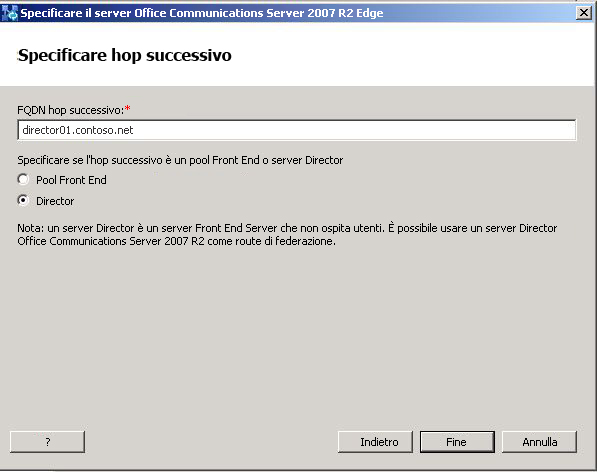 Specificare il server Office Communications Server 2007 R2 Edge
Specificare hop successivo
FQDN hop successivo:*
director01.contoso.net
Specificare se l'hop successivo è un pool Front End o server Director
Pool Front End
Director
Nota: un server Director è un server Front End Server che non ospita utenti. È possibile usare un server Director
Office Communications Server 2007 R2 come route di federazione.
?
Indietro
Fine
Annulla